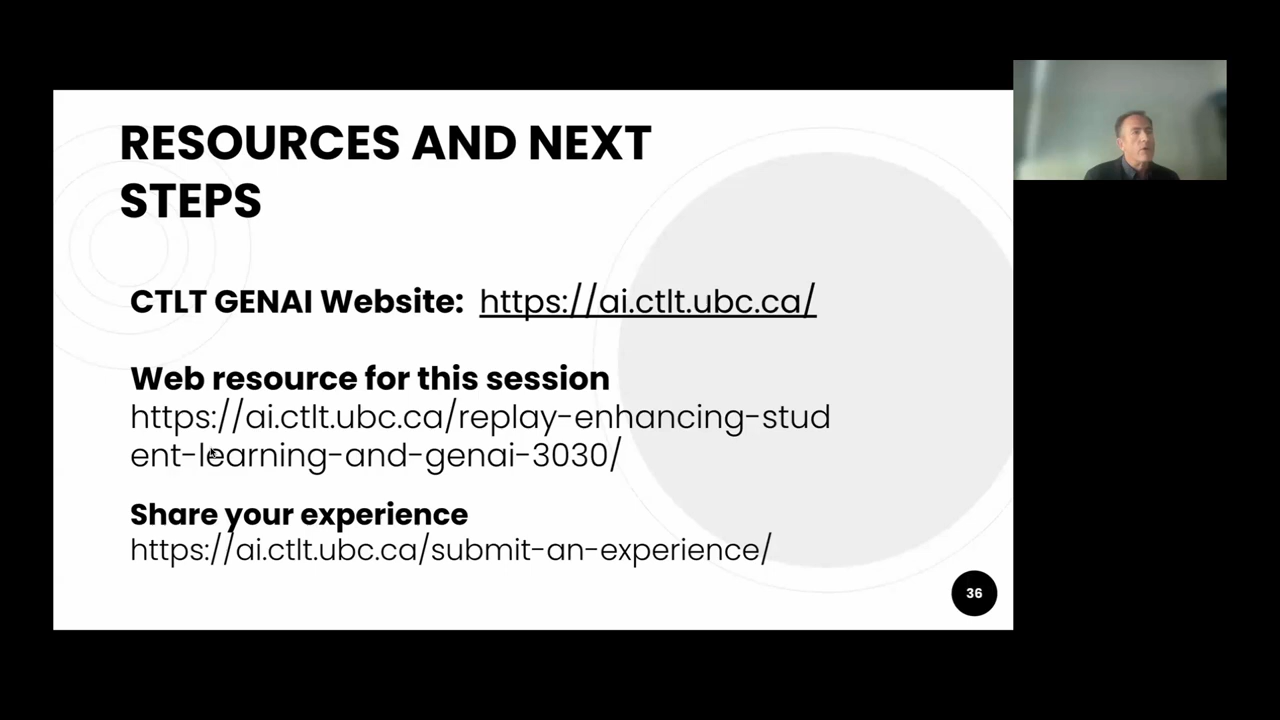 RESOURCES AND NEXT
STEPS
CTLT GENAI Website: https://ai.ctlt.ubc.ca/
Web resource for this session
https://ai.ctlt.ubc.ca/replay-enhancing-stud
ent-learning-and-genai-3030/
Share your experience
https://ai.ctlt.ubc.ca/submit-an-experience/
36